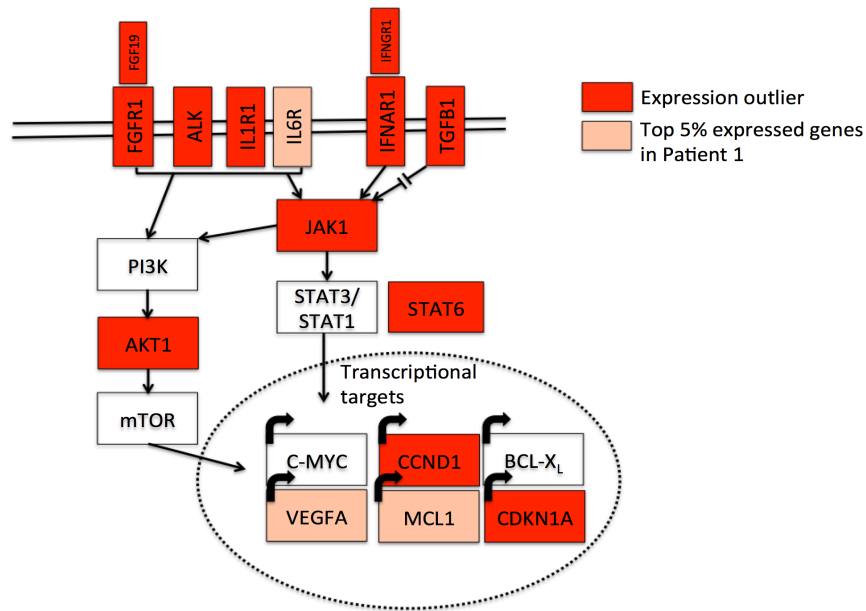 FGF19
IFNGR1
FGFR1
ALK
IL1R1
IL6R
IFNAR1
TGFB1
Expression outlier
Top 5% expressed genes
in Patient 1
JAK1
PI3K
STAT3/
STAT1
STAT6
AKT1
mTOR
Transcriptional
targets
C-MYC
CCND1
BCL-X_L
VEGFA
MCL1
CDKN1A